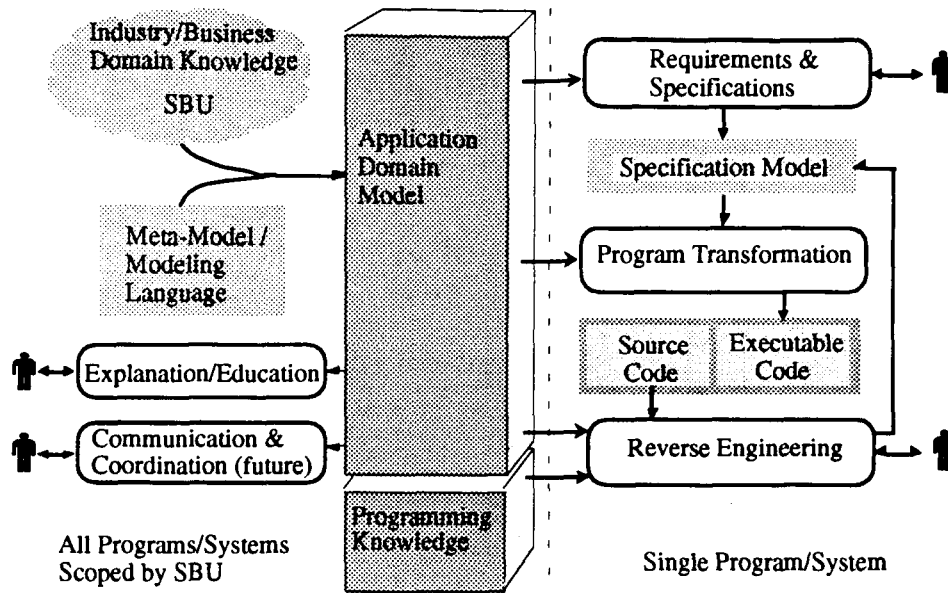 Industry/Business
Domain Knowledge
SBU
Application
Domain
Model
Meta-Model /
Modeling
Language
Explanation/Education
Communication &
Coordination (future)
Programming
Knowledge
All Programs/Systems
Scoped by SBU
Requirements &
Specifications
Specification Model
Program Transformation
Source
Code
Executable
Code
Reverse Engineering
Single Program/System